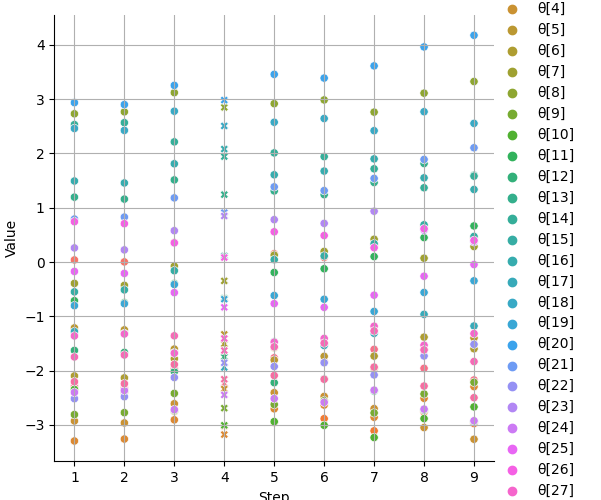 4
3
2
1
0
−1
−2
−3
Value
1 2 3 4 5 6 7 8 9
Step
θ[4]
θ[5]
θ[6]
θ[7]
θ[8]
θ[9]
θ[10]
θ[11]
θ[12]
θ[13]
θ[14]
θ[15]
θ[16]
θ[17]
θ[18]
θ[19]
θ[20]
θ[21]
θ[22]
θ[23]
θ[24]
θ[25]
θ[26]
θ[27]